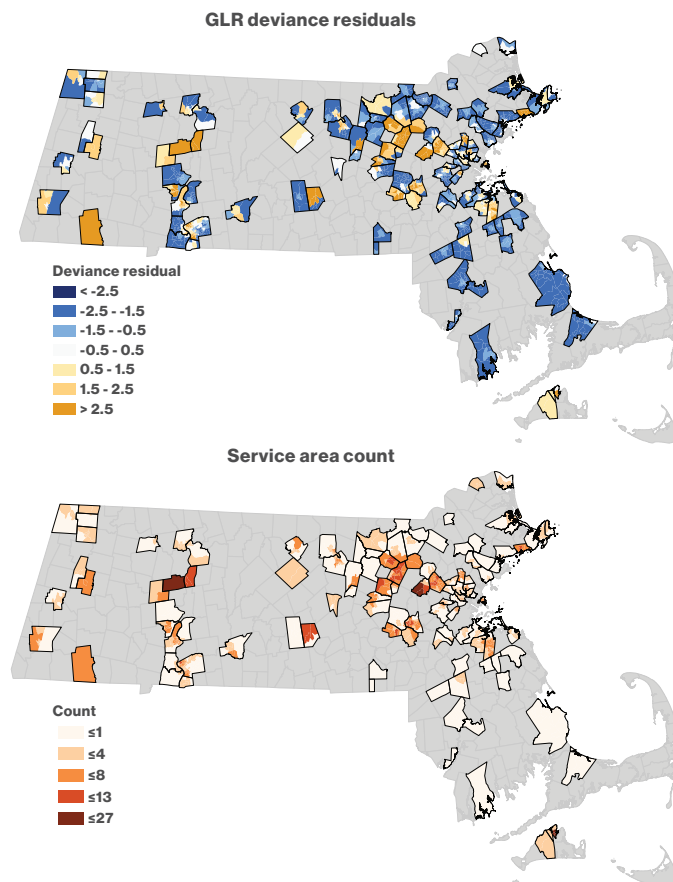 GLR deviance residuals
Deviance residual
< -2.5
-2.5 - -1.5
-1.5 - -0.5
-0.5 - 0.5
0.5 - 1.5
1.5 - 2.5
> 2.5
Service area count
Count
≤1
≤4
≤8
≤13
≤27